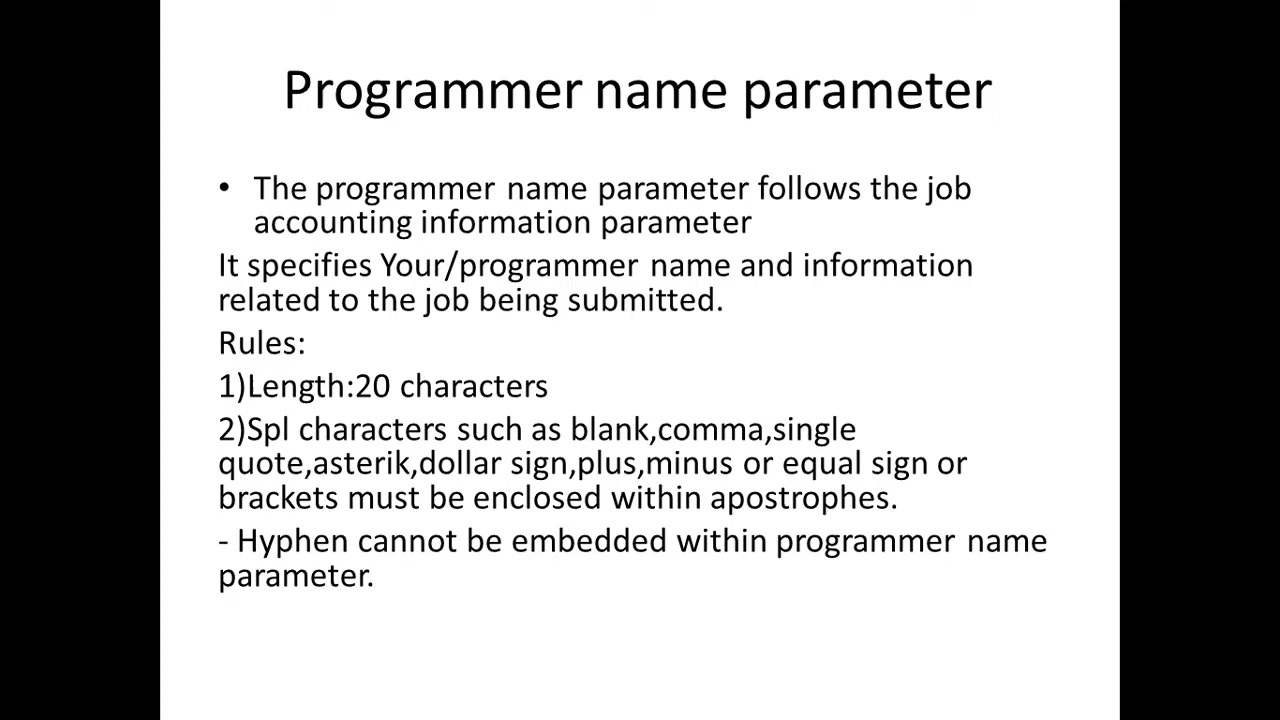 Programmer name parameter
• The programmer name parameter follows the job
accounting information parameter
It specifies Your/programmer name and information
related to the job being submitted.
Rules:
1)Length:20 characters
2)Spl characters such as blank,comma,single
quote,asterik,dollar sign,plus,minus or equal sign or
brackets must be enclosed within apostrophes.
- Hyphen cannot be embedded within programmer name
parameter.